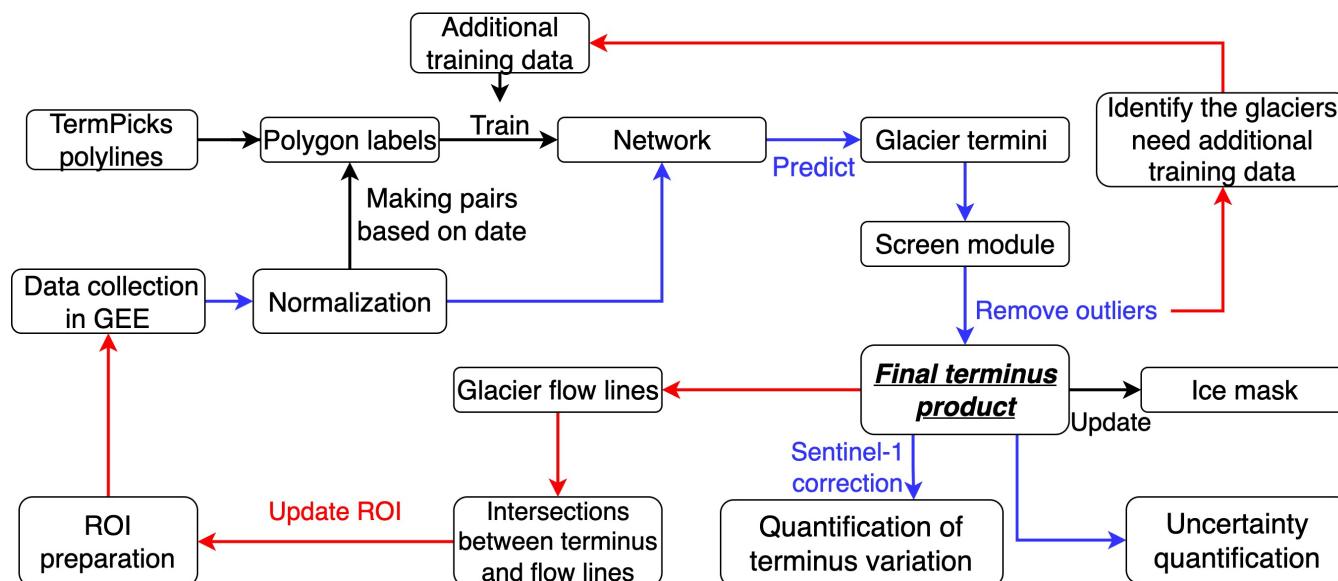 Additional
training data
TermPicks
polylines
Polygon labels
Train
Network
Predict
Glacier termini
Identify the glaciers
need additional
training data
Making pairs
based on date
Screen module
Data collection
in GEE
Normalization
Remove outliers
Glacier flow lines
Final terminus
product
Update
Ice mask
Sentinel-1
correction
ROI
preparation
Update ROI
Intersections
between terminus
and flow lines
Quantification of
terminus variation
Uncertainty
quantification